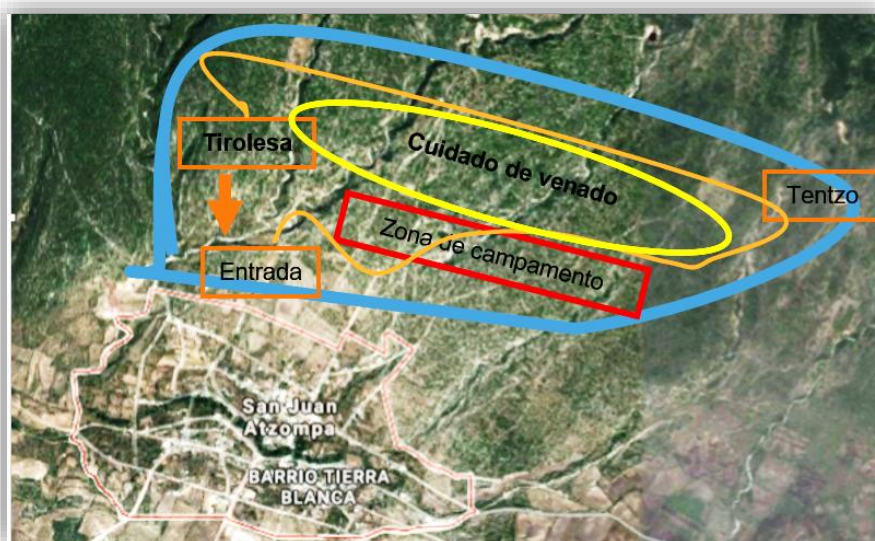 Tirolesa
Cuidado de venado
Tentzo
Zona de campamento
Entrada
San Juan
Atzompa
BARRIO TIERRA
BLANCA